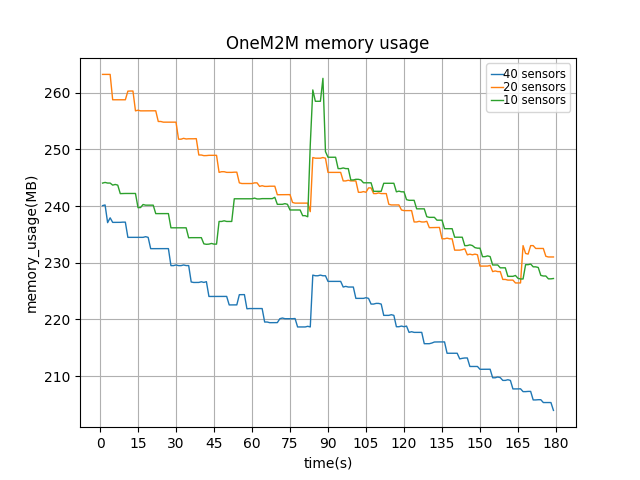 OneM2M memory usage
40 sensors
20 sensors
10 sensors
260
250
240
230
220
210
memory_usage(MB)
0 15 30 45 60 75 90 105 120 135 150 165 180
time(s)